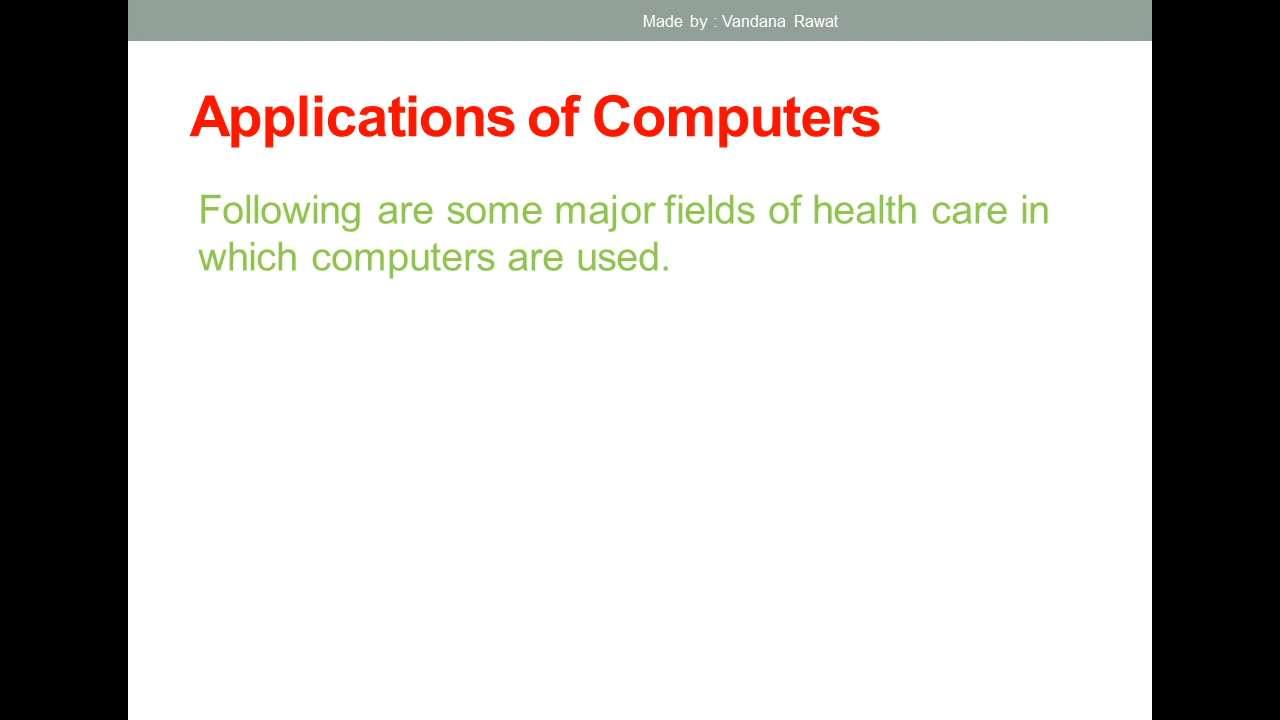 Made by : Vandana Rawat
Applications of Computers
Following are some major fields of health care in
which computers are used.